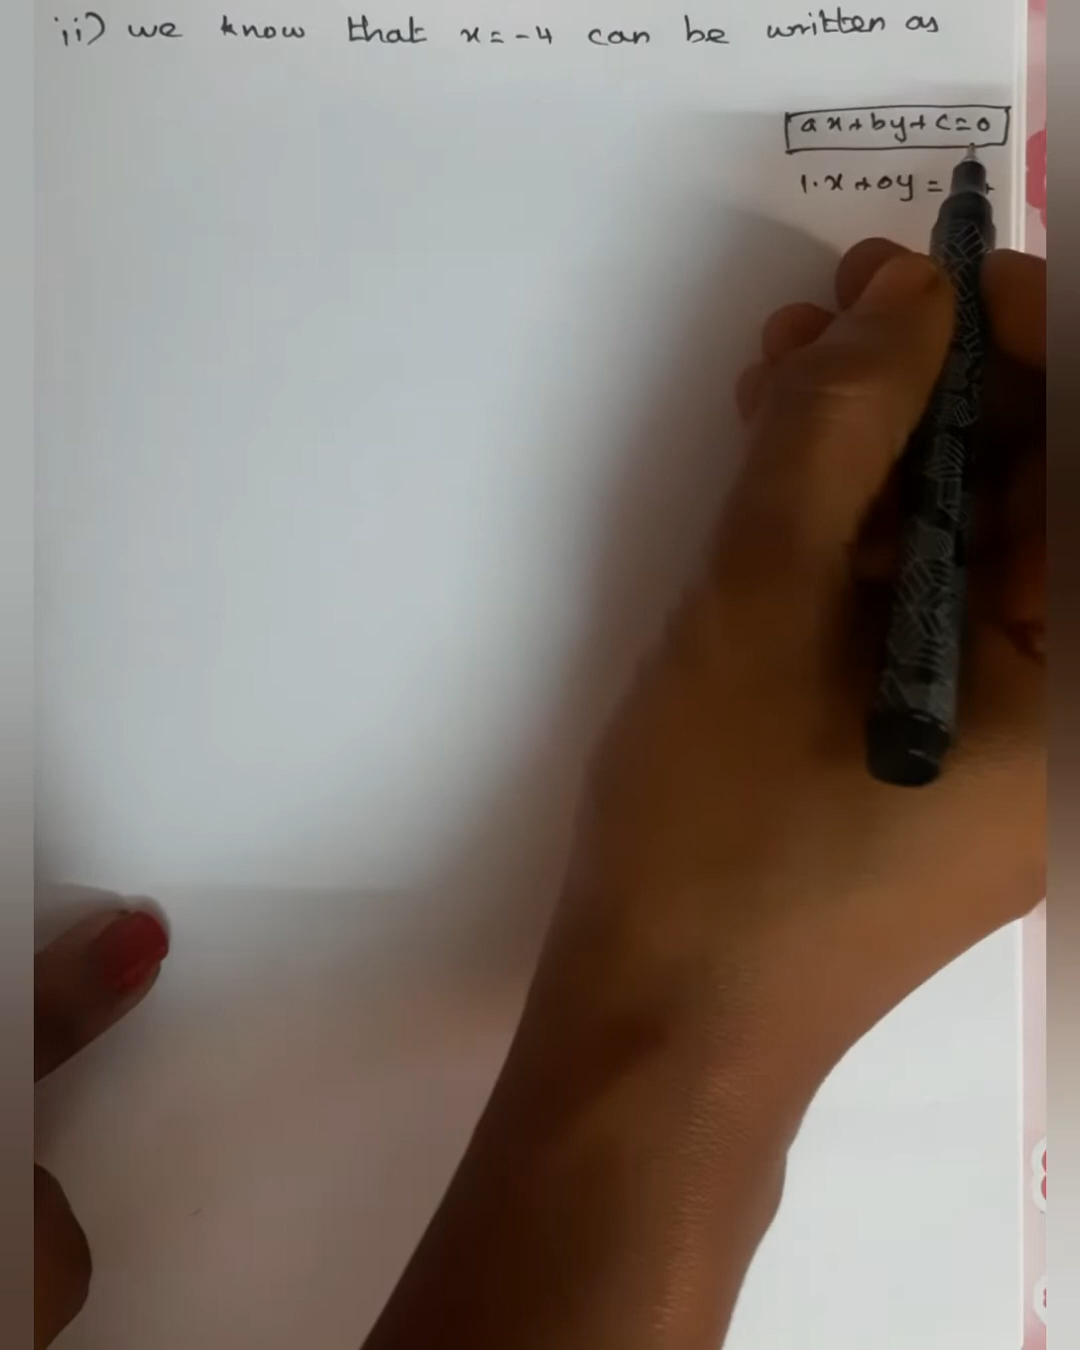 ii) we know that x = -4 can be written as
ax + by + c = 0
1.x + 0y =